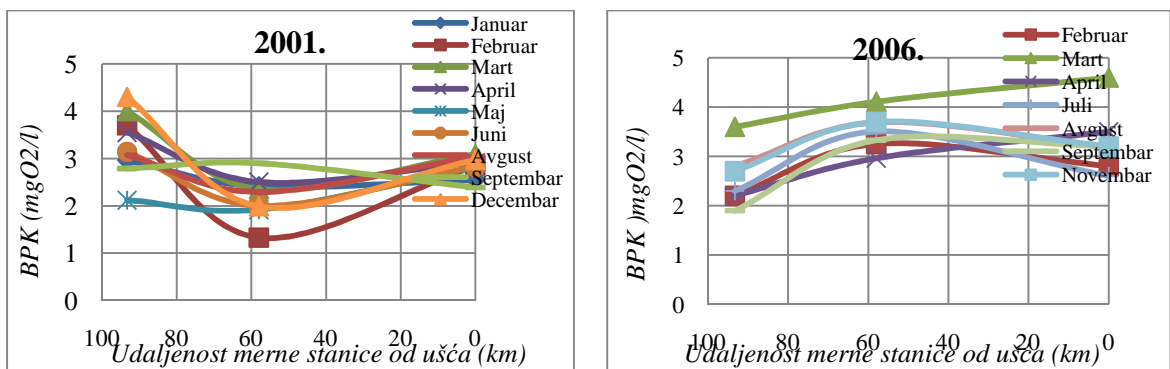 2001.
BPK (mgO2/l)
5
4
3
2
1
0
100
80
60
40
20
0
Udaljenost merne stanice od ušća (km)
Januar
Februar
Mart
April
Maj
Juni
Avgust
Septembar
Decembar
2006.
BPK )mgO2/l)
5
4
3
2
1
0
100
80
60
40
20
0
Udaljenost merne stanice od ušća (km)
Februar
Mart
April
Juli
Avgust
Septembar
Novembar